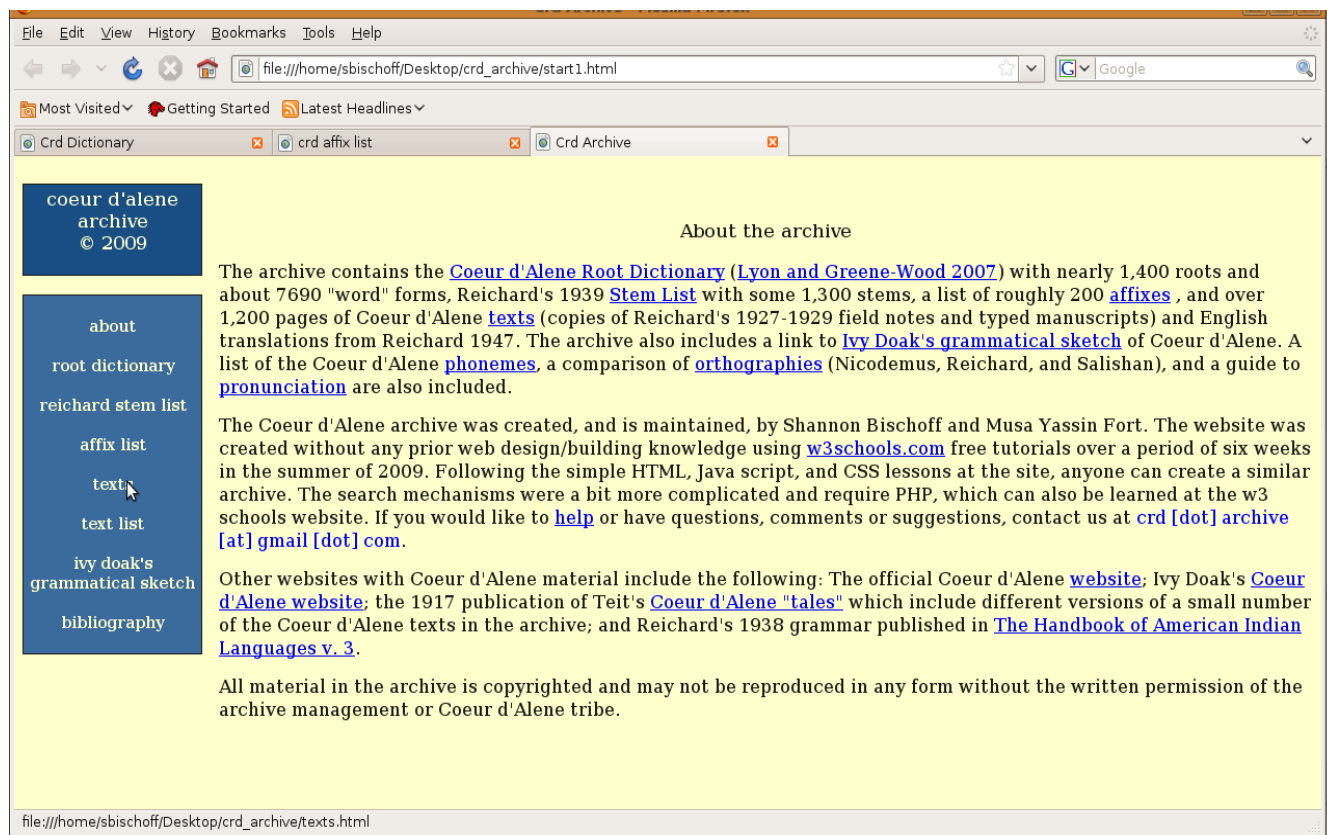 Crd Archive - Mozilla Firefox
File Edit View History Bookmarks Tools Help
file:///home/sbischoff/Desktop/crd_archive/start1.html
G Google
Most Visited Getting Started Latest Headlines
Crd Dictionary crd affix list Crd Archive
coeur d'alene
archive
© 2009
about
root dictionary
reichard stem list
affix list
texts
text list
ivy doak's
grammatical sketch
bibliography
About the archive
The archive contains the Coeur d'Alene Root Dictionary (Lyon and Greene-Wood 2007) with nearly 1,400 roots and
about 7690 "word" forms, Reichard's 1939 Stem List with some 1,300 stems, a list of roughly 200 affixes , and over
1,200 pages of Coeur d'Alene texts (copies of Reichard's 1927-1929 field notes and typed manuscripts) and English
translations from Reichard 1947. The archive also includes a link to Ivy Doak's grammatical sketch of Coeur d'Alene. A
list of the Coeur d'Alene phonemes, a comparison of orthographies (Nicodemus, Reichard, and Salishan), and a guide to
pronunciation are also included.
The Coeur d'Alene archive was created, and is maintained, by Shannon Bischoff and Musa Yassin Fort. The website was
created without any prior web design/building knowledge using w3schools.com free tutorials over a period of six weeks
in the summer of 2009. Following the simple HTML, Java script, and CSS lessons at the site, anyone can create a similar
archive. The search mechanisms were a bit more complicated and require PHP, which can also be learned at the w3
schools website. If you would like to help or have questions, comments or suggestions, contact us at crd [dot] archive
[at] gmail [dot] com.
Other websites with Coeur d'Alene material include the following: The official Coeur d'Alene website; Ivy Doak's Coeur
d'Alene website; the 1917 publication of Teit's Coeur d'Alene "tales" which include different versions of a small number
of the Coeur d'Alene texts in the archive; and Reichard's 1938 grammar published in The Handbook of American Indian
Languages v. 3.
All material in the archive is copyrighted and may not be reproduced in any form without the written permission of the
archive management or Coeur d'Alene tribe.
file:///home/sbischoff/Desktop/crd_archive/texts.html